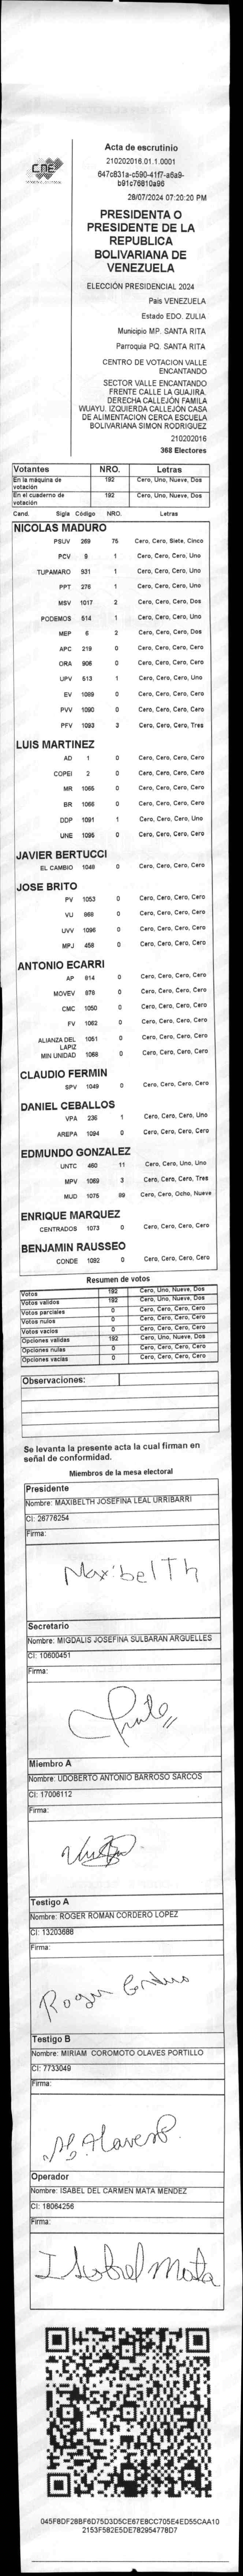 CNE
Acta de escrutinio
210202016.01.1.0001
647c831a-c590-41f7-a6a9-
b91c76810a96
28/07/2024 07:20:20 PM
PRESIDENTA O
PRESIDENTE DE LA
REPUBLICA
BOLIVARIANA DE
VENEZUELA
ELECCIÓN PRESIDENCIAL 2024
Pais VENEZUELA
Estado EDO. ZULIA
Municipio MP. SANTA RITA
Parroquia PQ. SANTA RITA
CENTRO DE VOTACION VALLE
ENCANTANDO
SECTOR VALLE ENCANTANDO
FRENTE CALLE LA GUAJIRA.
DERECHA CALLEJÓN FAMILA
WUAYU. IZQUIERDA CALLEJÓN CASA
DE ALIMENTACION CERCA ESCUELA
BOLIVARIANA SIMON RODRIGUEZ
210202016
368 Electores
Votantes NRO. Letras
En la máquina de votación 192 Cero, Uno, Nueve, Dos
En el cuaderno de votación 192 Cero, Uno, Nueve, Dos
Cand. Sigla Código NRO. Letras
NICOLAS MADURO
PSUV 269 75 Cero, Cero, Siete, Cinco
PCV 9 1 Cero, Cero, Cero, Uno
TUPAMARO 931 1 Cero, Cero, Cero, Uno
PPT 276 1 Cero, Cero, Cero, Uno
MSV 1017 2 Cero, Cero, Cero, Dos
PODEMOS 514 1 Cero, Cero, Cero, Uno
MEP 6 2 Cero, Cero, Cero, Dos
APC 219 0 Cero, Cero, Cero, Cero
ORA 906 0 Cero, Cero, Cero, Cero
UPV 513 1 Cero, Cero, Cero, Uno
EV 1089 0 Cero, Cero, Cero, Cero
PVV 1090 0 Cero, Cero, Cero, Cero
PFV 1093 3 Cero, Cero, Cero, Tres
LUIS MARTINEZ
AD 1 0 Cero, Cero, Cero, Cero
COPEI 2 0 Cero, Cero, Cero, Cero
MR 1065 0 Cero, Cero, Cero, Cero
BR 1066 0 Cero, Cero, Cero, Cero
DDP 1091 1 Cero, Cero, Cero, Uno
UNE 1095 0 Cero, Cero, Cero, Cero
JAVIER BERTUCCI
EL CAMBIO 1046 0 Cero, Cero, Cero, Cero
JOSE BRITO
PV 1053 0 Cero, Cero, Cero, Cero
VU 868 0 Cero, Cero, Cero, Cero
UVV 1096 0 Cero, Cero, Cero, Cero
MPJ 458 0 Cero, Cero, Cero, Cero
ANTONIO ECARRI
AP 814 0 Cero, Cero, Cero, Cero
MOVEV 878 0 Cero, Cero, Cero, Cero
CMC 1050 0 Cero, Cero, Cero, Cero
FV 1062 0 Cero, Cero, Cero, Cero
ALIANZA DEL LAPIZ 1051 0 Cero, Cero, Cero, Cero
MIN UNIDAD 1068 0 Cero, Cero, Cero, Cero
CLAUDIO FERMIN
SPV 1049 0 Cero, Cero, Cero, Cero
DANIEL CEBALLOS
VPA 236 1 Cero, Cero, Cero, Uno
AREPA 1094 0 Cero, Cero, Cero, Cero
EDMUNDO GONZALEZ
UNTC 460 11 Cero, Cero, Uno, Uno
MPV 1069 3 Cero, Cero, Cero, Tres
MUD 1075 89 Cero, Cero, Ocho, Nueve
ENRIQUE MARQUEZ
CENTRADOS 1073 0 Cero, Cero, Cero, Cero
BENJAMIN RAUSSEO
CONDE 1092 0 Cero, Cero, Cero, Cero
Resumen de votos
Votos 192 Cero, Uno, Nueve, Dos
Votos validos 192 Cero, Uno, Nueve, Dos
Votos parciales 0 Cero, Cero, Cero, Cero
Votos nulos 0 Cero, Cero, Cero, Cero
Votos vacios 0 Cero, Cero, Cero, Cero
Opciones validas 192 Cero, Uno, Nueve, Dos
Opciones nulas 0 Cero, Cero, Cero, Cero
Opciones vacias 0 Cero, Cero, Cero, Cero
Observaciones:
Se levanta la presente acta la cual firman en
señal de conformidad.
Miembros de la mesa electoral
Presidente
Nombre: MAXIBELTH JOSEFINA LEAL URRIBARRI
CI: 26776254
Firma:
MaxibelTh
Secretario
Nombre: MIGDALIS JOSEFINA SULBARAN ARGUELLES
CI: 10600451
Firma:
Miembro A
Nombre: UDOBERTO ANTONIO BARROSO SARCOS
CI: 17006112
Firma:
Testigo A
Nombre: ROGER ROMAN CORDERO LOPEZ
CI: 13203688
Firma:
Roger Cordero
Testigo B
Nombre: MIRIAM COROMOTO OLAVES PORTILLO
CI: 7733049
Firma:
Operador
Nombre: ISABEL DEL CARMEN MATA MENDEZ
CI: 18064256
Firma:
Isabel Mata
045F8DF28BF6D75D3D5CE67E8CC705E4ED55CAA10
2153F582E5DE782954778D7